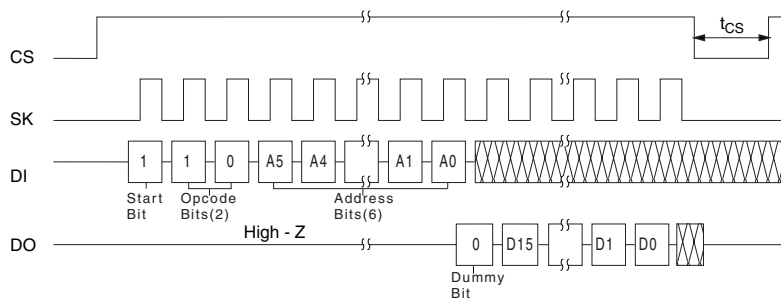 CS
tCS
SK
DI
1 1 0 A5 A4 A1 A0
Start Bit
Opcode Bits(2)
Address Bits(6)
High - Z
DO
0 D15 D1 D0
Dummy Bit